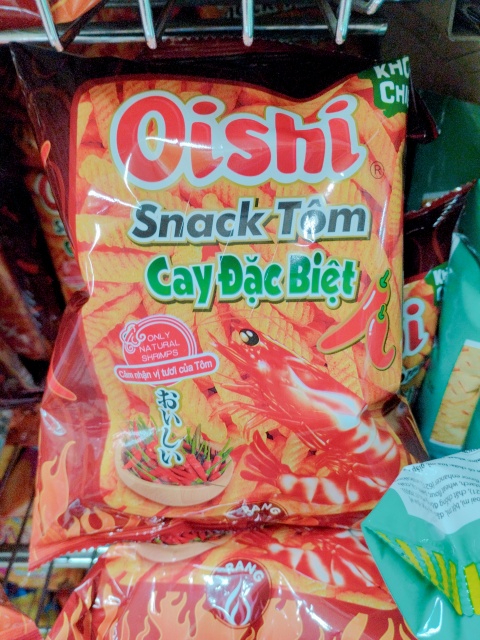 Oishi
®
Snack Tôm
Cay Đặc Biệt
ONLY
NATURAL
SHRIMPS
Cảm nhận vị tươi của Tôm
おいしい